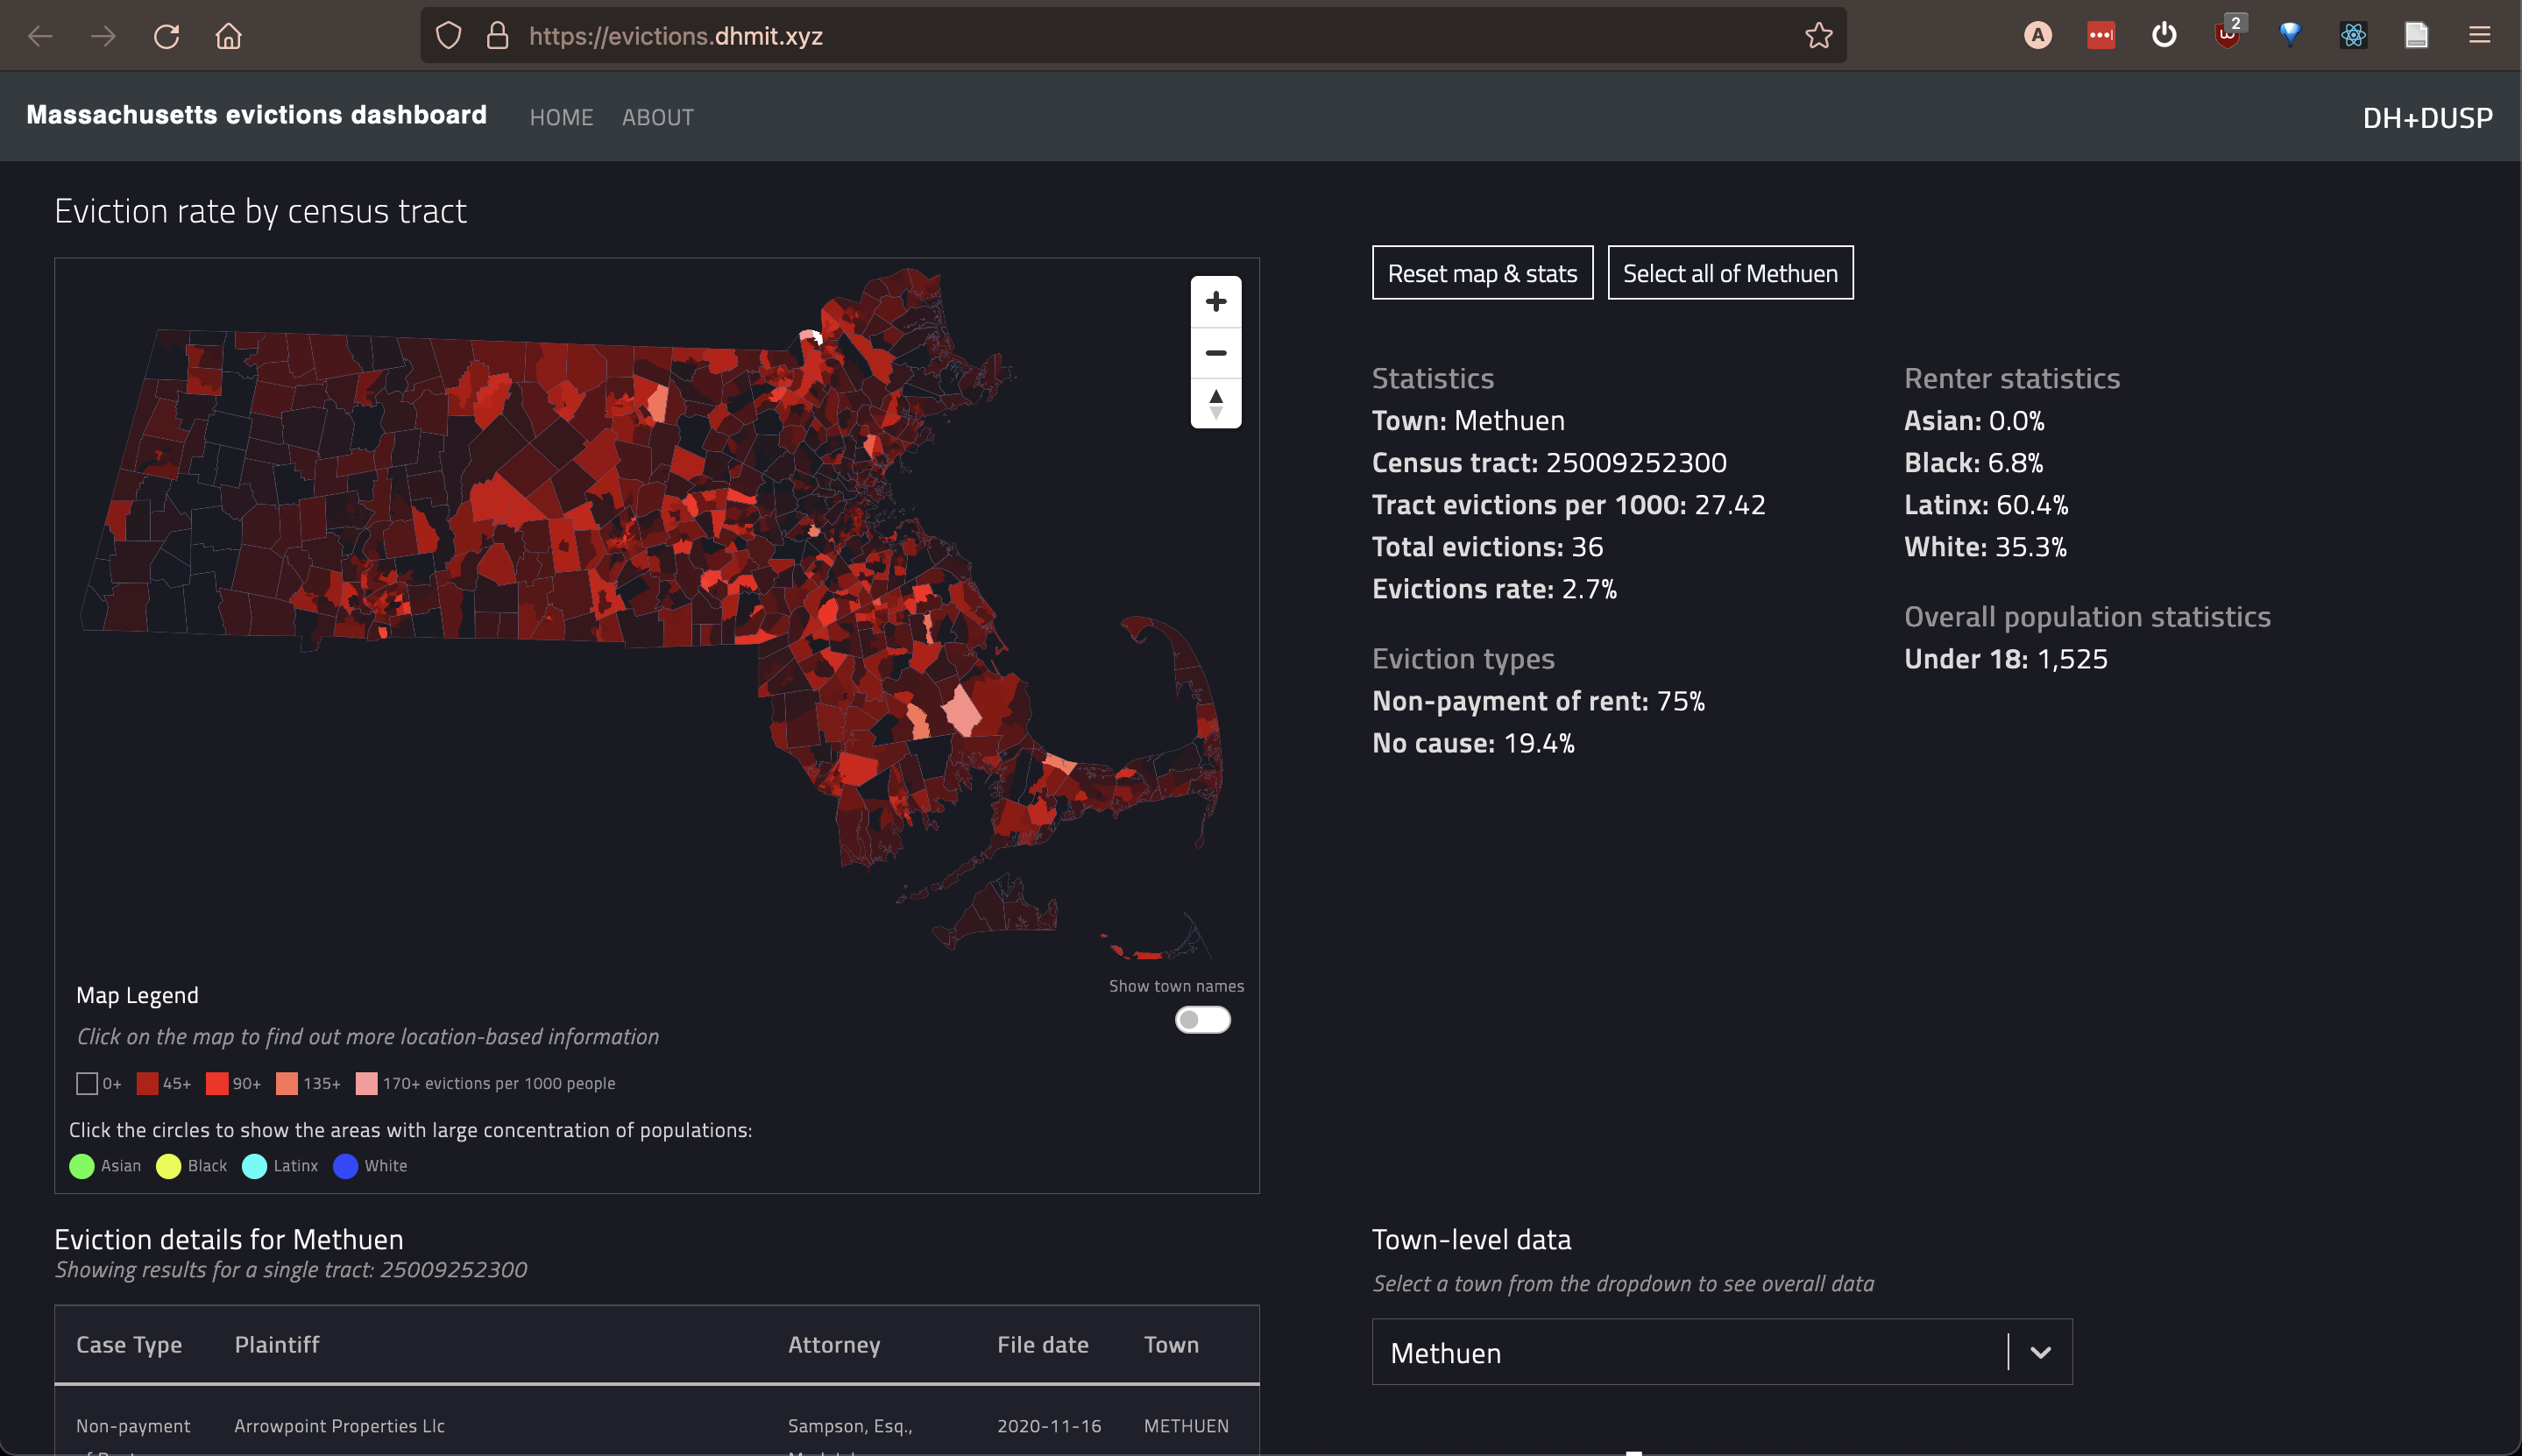 https://evictions.dhmit.xyz
A
2
Massachusetts evictions dashboard
HOME
ABOUT
DH+DUSP
Eviction rate by census tract
Reset map & stats
Select all of Methuen
Statistics
Town: Methuen
Census tract: 25009252300
Tract evictions per 1000: 27.42
Total evictions: 36
Evictions rate: 2.7%
Eviction types
Non-payment of rent: 75%
No cause: 19.4%
Renter statistics
Asian: 0.0%
Black: 6.8%
Latinx: 60.4%
White: 35.3%
Overall population statistics
Under 18: 1,525
Show town names
Map Legend
Click on the map to find out more location-based information
0+ 45+ 90+ 135+ 170+ evictions per 1000 people
Click the circles to show the areas with large concentration of populations:
Asian Black Latinx White
Eviction details for Methuen
Showing results for a single tract: 25009252300
Case Type Plaintiff Attorney File date Town
Non-payment Arrowpoint Properties Llc Sampson, Esq., 2020-11-16 METHUEN
Town-level data
Select a town from the dropdown to see overall data
Methuen